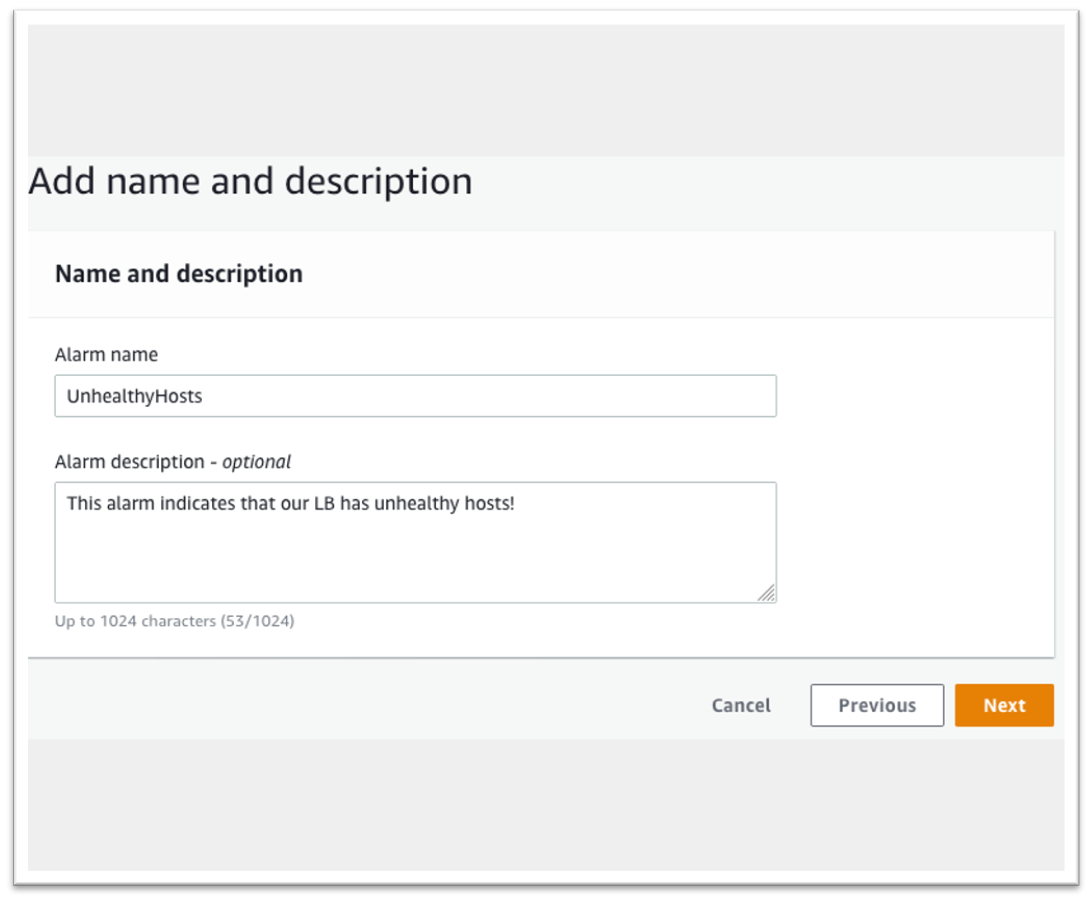 Add name and description
Name and description
Alarm name
UnhealthyHosts
Alarm description - optional
This alarm indicates that our LB has unhealthy hosts!
Up to 1024 characters (53/1024)
Cancel
Previous
Next